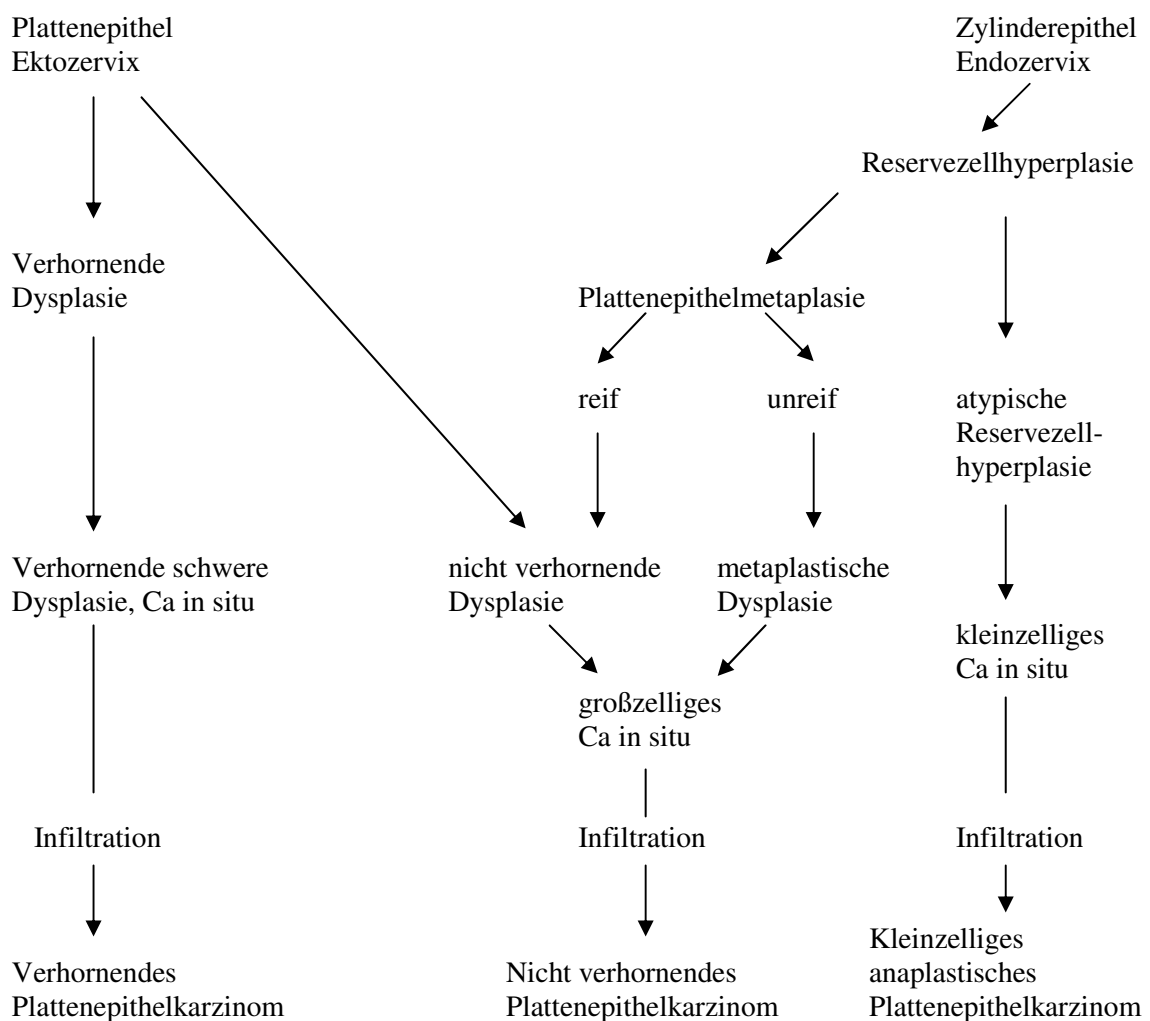 Plattenepithel
Ektozervix
Zylinderepithel
Endozervix
Reservezellhyperplasie
Verhornende
Dysplasie
Plattenepithelmetaplasie
reif
unreif
atypische
Reservezell-
hyperplasie
Verhornende schwere
Dysplasie, Ca in situ
nicht verhornende
Dysplasie
metaplastische
Dysplasie
kleinzelliges
Ca in situ
großzelliges
Ca in situ
Infiltration
Infiltration
Infiltration
Verhornendes
Plattenepithelkarzinom
Nicht verhornendes
Plattenepithelkarzinom
Kleinzelliges
anaplastisches
Plattenepithelkarzinom